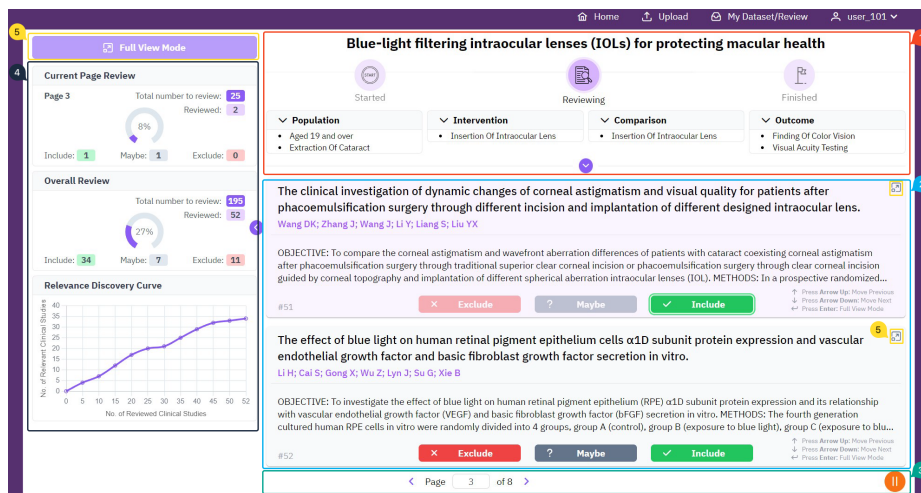 Home Upload My Dataset/Review user_101
5
Full View Mode
4
Current Page Review
Page 3 Total number to review: 25
Reviewed: 2
8%
Include: 1 Maybe: 1 Exclude: 0
Overall Review
Total number to review: 195
Reviewed: 52
27%
Include: 34 Maybe: 7 Exclude: 11
Relevance Discovery Curve
No. of Relevant Clinical Studies
40
35
30
25
20
15
10
5
0
0 5 10 15 20 25 30 35 40 45 50 52
No. of Reviewed Clinical Studies
Blue-light filtering intraocular lenses (IOLs) for protecting macular health
START
Started Reviewing Finished
Population Intervention Comparison Outcome
• Aged 19 and over • Insertion Of Intraocular Lens • Insertion Of Intraocular Lens • Finding Of Color Vision
• Extraction Of Cataract • Visual Acuity Testing
The clinical investigation of dynamic changes of corneal astigmatism and visual quality for patients after
phacoemulsification surgery through different incision and implantation of different designed intraocular lens.
Wang DK; Zhang J; Wang J; Li Y; Liang S; Liu YX
OBJECTIVE: To compare the corneal astigmatism and wavefront aberration differences of patients with cataract coexisting corneal astigmatism
after phacoemulsification surgery through traditional superior clear corneal incision or phacoemulsification surgery through clear corneal incision
guided by corneal topography and implantation of different spherical aberration intraocular lenses (IOL). METHODS: In a prospective randomized...
#51 × Exclude ? Maybe ✓ Include
↑ Press Arrow Up: Move Previous
↓ Press Arrow Down: Move Next
↵ Press Enter: Full View Mode
5
The effect of blue light on human retinal pigment epithelium cells α1D subunit protein expression and vascular
endothelial growth factor and basic fibroblast growth factor secretion in vitro.
Li H; Cai S; Gong X; Wu Z; Lyn J; Su G; Xie B
OBJECTIVE: To investigate the effect of blue light on human retinal pigment epithelium (RPE) α1D subunit protein expression and its relationship
with vascular endothelial growth factor (VEGF) and basic fibroblast growth factor (bFGF) secretion in vitro. METHODS: The fourth generation
cultured human RPE cells in vitro were randomly divided into 4 groups, group A (control), group B (exposure to blue light), group C (exposure to blu...
#52 × Exclude ? Maybe ✓ Include
↑ Press Arrow Up: Move Previous
↓ Press Arrow Down: Move Next
↵ Press Enter: Full View Mode
Page 3 of 8